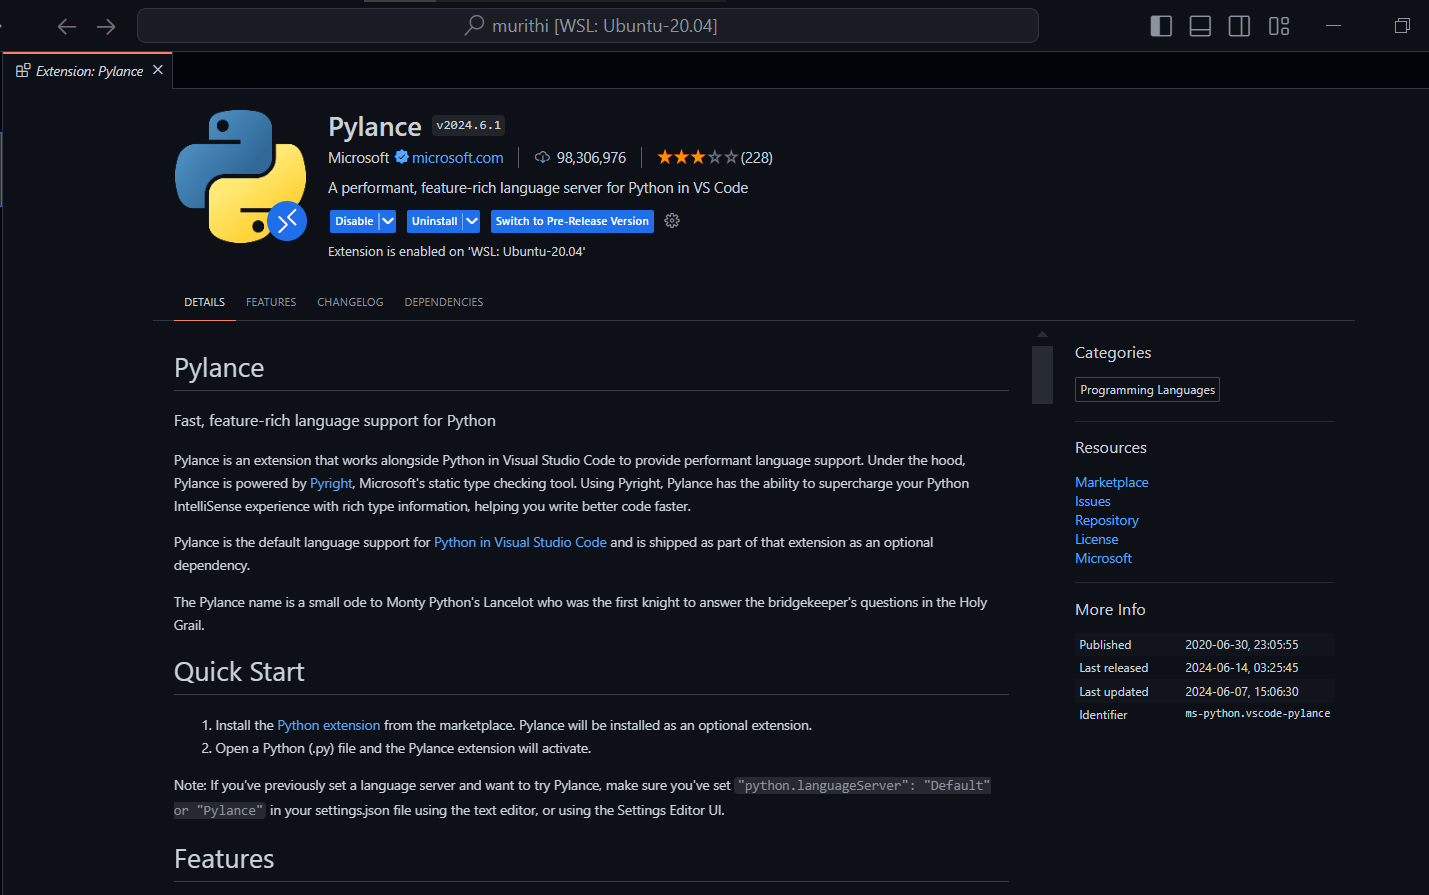 murithi [WSL: Ubuntu-20.04]
Extension: Pylance
Pylance v2024.6.1
Microsoft microsoft.com 98,306,976 (228)
A performant, feature-rich language server for Python in VS Code
Disable Uninstall Switch to Pre-Release Version
Extension is enabled on 'WSL: Ubuntu-20.04'
DETAILS FEATURES CHANGELOG DEPENDENCIES
Pylance
Fast, feature-rich language support for Python
Pylance is an extension that works alongside Python in Visual Studio Code to provide performant language support. Under the hood,
Pylance is powered by Pyright, Microsoft's static type checking tool. Using Pyright, Pylance has the ability to supercharge your Python
IntelliSense experience with rich type information, helping you write better code faster.
Pylance is the default language support for Python in Visual Studio Code and is shipped as part of that extension as an optional
dependency.
The Pylance name is a small ode to Monty Python's Lancelot who was the first knight to answer the bridgekeeper's questions in the Holy
Grail.
Quick Start
1. Install the Python extension from the marketplace. Pylance will be installed as an optional extension.
2. Open a Python (.py) file and the Pylance extension will activate.
Note: If you've previously set a language server and want to try Pylance, make sure you've set "python.languageServer": "Default"
or "Pylance" in your settings.json file using the text editor, or using the Settings Editor UI.
Features
Categories
Programming Languages
Resources
Marketplace
Issues
Repository
License
Microsoft
More Info
Published 2020-06-30, 23:05:55
Last released 2024-06-14, 03:25:45
Last updated 2024-06-07, 15:06:30
Identifier ms-python.vscode-pylance